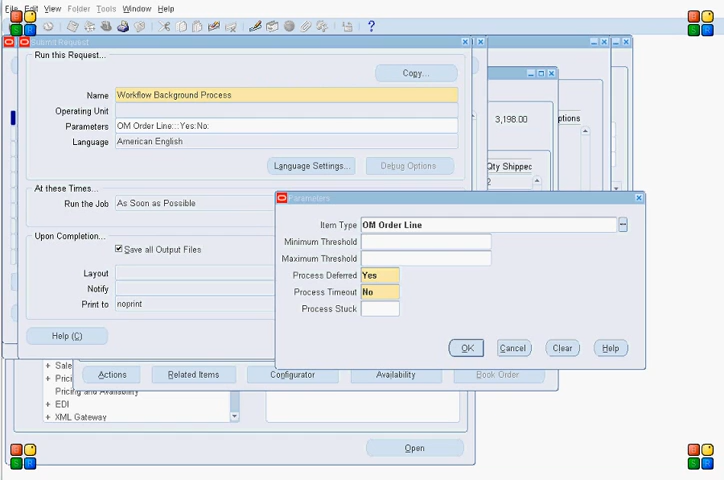 File Edit View Folder Tools Window Help
Submit Request
Run this Request...
Copy...
Name Workflow Background Process
Operating Unit
Parameters OM Order Line:::Yes:No:
Language American English
Language Settings... Debug Options
At these Times...
Run the Job As Soon as Possible
Upon Completion...
Save all Output Files
Layout
Notify
Print to noprint
Help (C)
3,198.00
ptions
Qty Shipped
2
Parameters
Item Type OM Order Line
Minimum Threshold
Maximum Threshold
Process Deferred Yes
Process Timeout No
Process Stuck
OK Cancel Clear Help
Actions Related Items Configurator Availability Book Order
+ Sale
+ Prici
Pricing and Availability
+ EDI
+ XML Gateway
Open